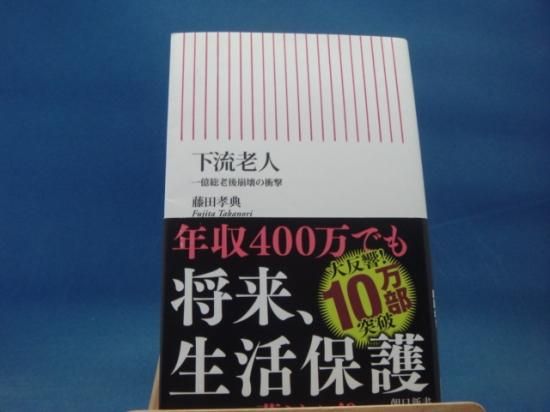 下流老人
一億総老後崩壊の衝撃
藤田孝典
Fujita Takanori
年収400万でも
将来、
生活保護
大反響!
10万部
突破
朝日新書